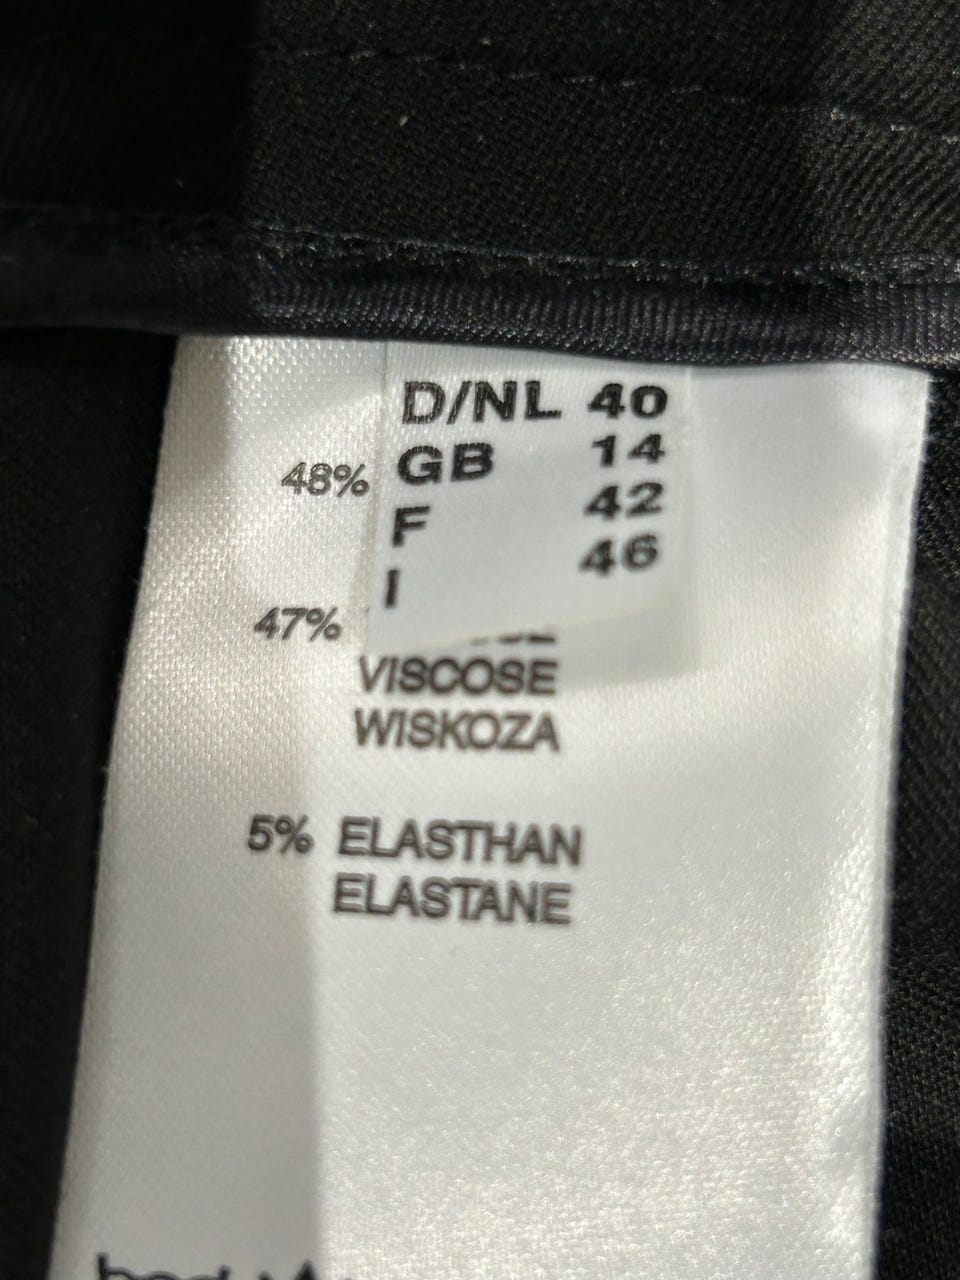 D/NL 40
GB 14
F 42
I 46
48%
47%
VISCOSE
WISKOZA
5% ELASTHAN
ELASTANE